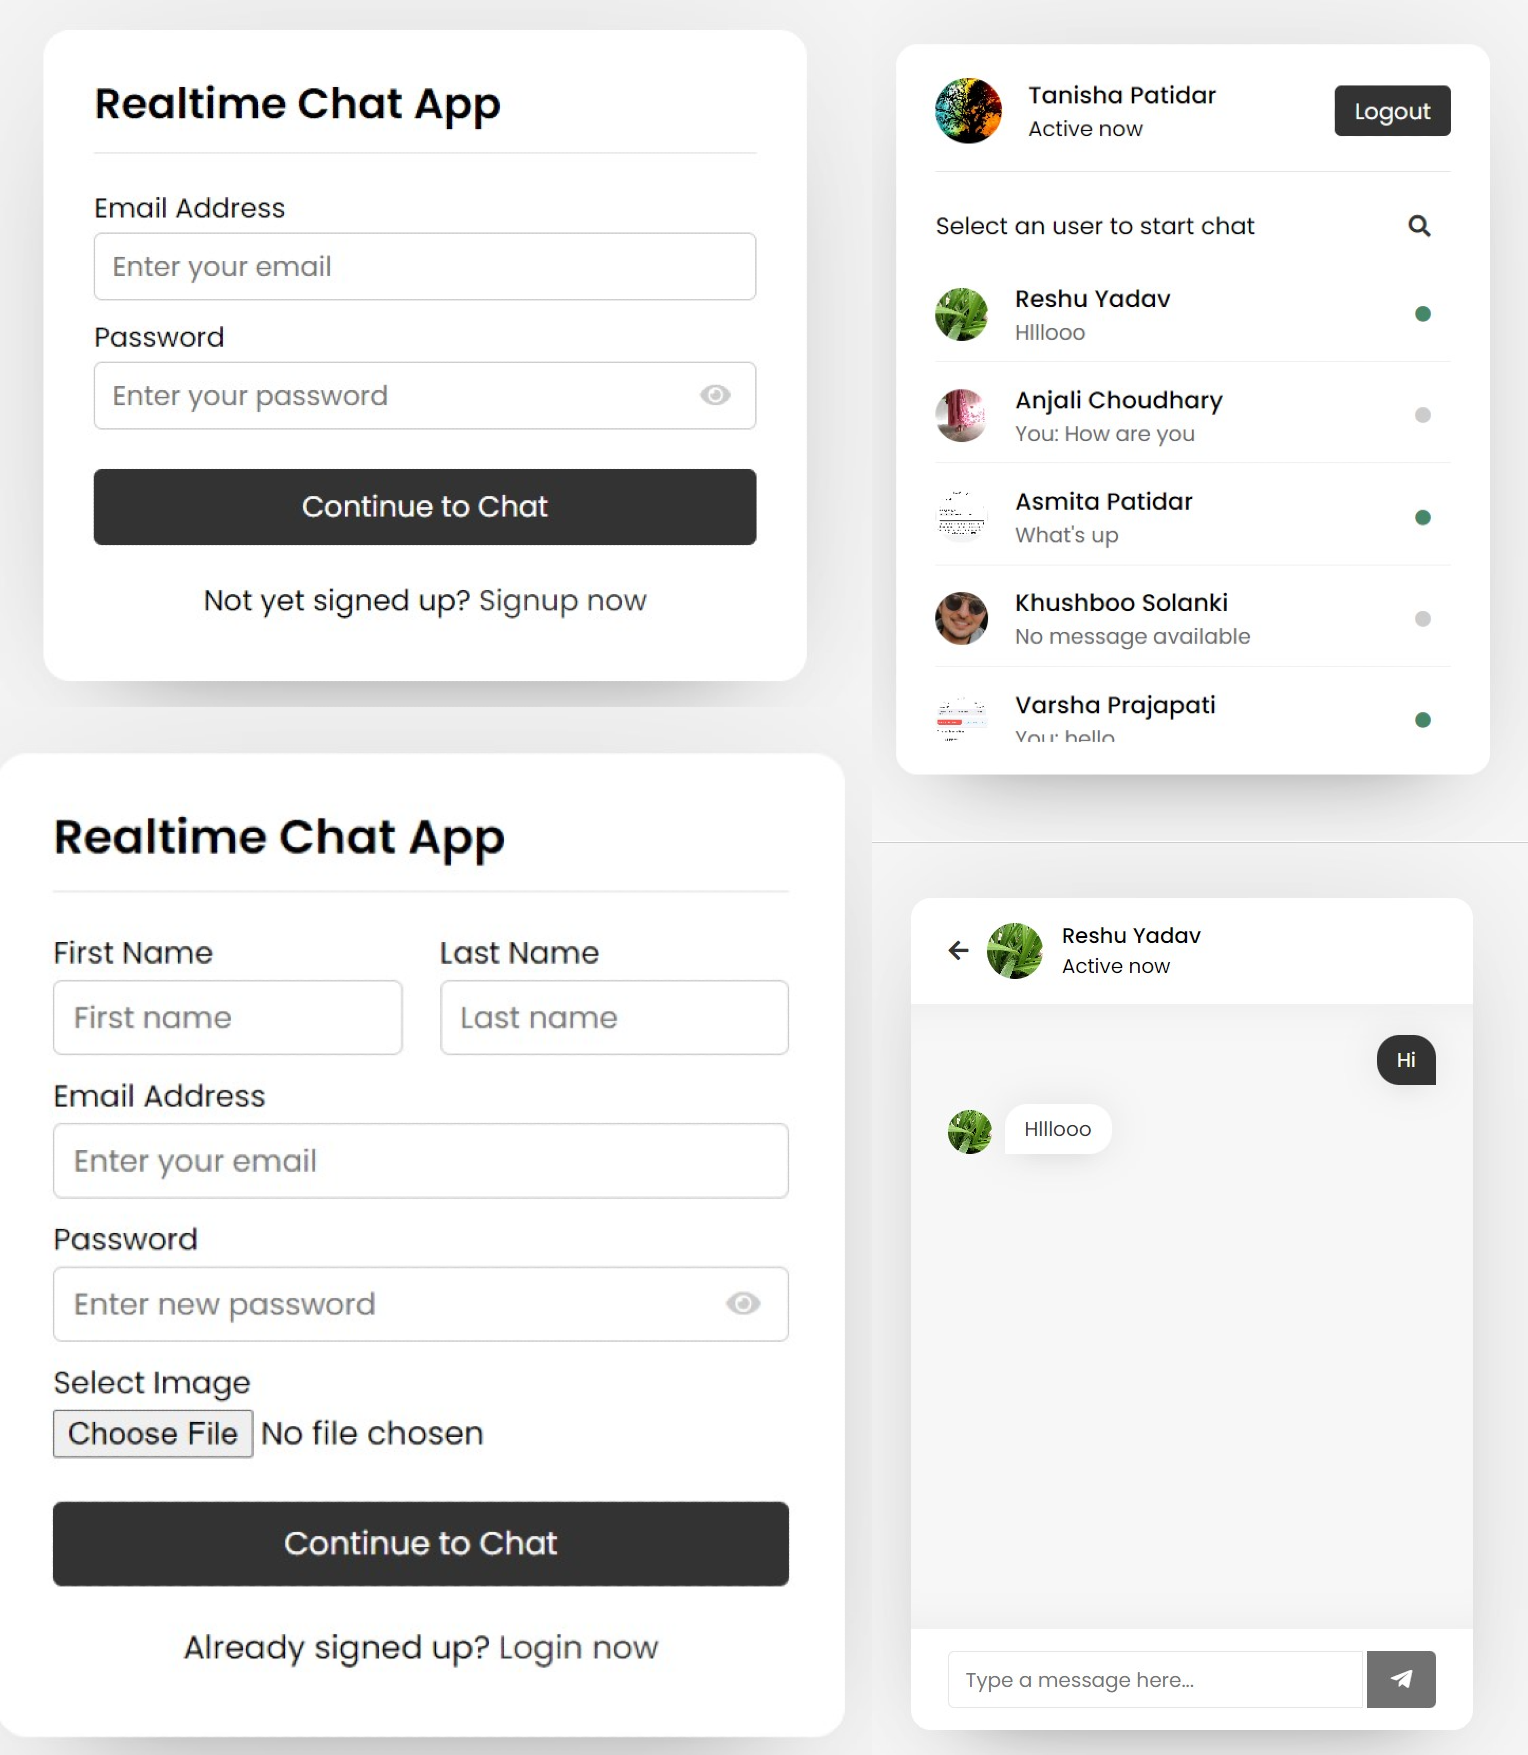 Realtime Chat App
Email Address
Enter your email
Password
Enter your password
Continue to Chat
Not yet signed up? Signup now
Tanisha Patidar
Active now
Logout
Select an user to start chat
Reshu Yadav
Hlllooo
Anjali Choudhary
You: How are you
Asmita Patidar
What's up
Khushboo Solanki
No message available
Varsha Prajapati
You: hello
Realtime Chat App
First Name
Last Name
First name
Last name
Email Address
Enter your email
Password
Enter new password
Select Image
Choose File No file chosen
Continue to Chat
Already signed up? Login now
Reshu Yadav
Active now
Hi
Hlllooo
Type a message here...